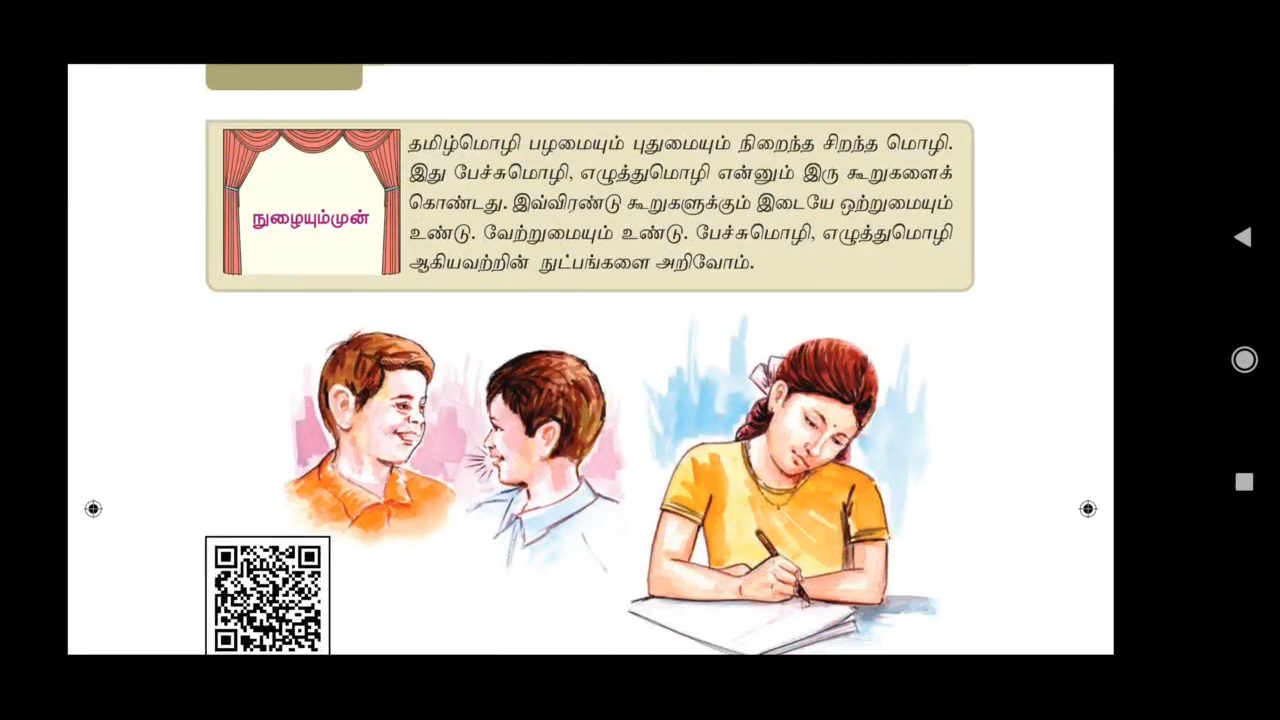 நுழையும்முன்
தமிழ்மொழி பழமையும் புதுமையும் நிறைந்த சிறந்த மொழி.
இது பேச்சுமொழி, எழுத்துமொழி என்னும் இரு கூறுகளைக்
கொண்டது. இவ்விரண்டு கூறுகளுக்கும் இடையே ஒற்றுமையும்
உண்டு. வேற்றுமையும் உண்டு. பேச்சுமொழி, எழுத்துமொழி
ஆகியவற்றின் நுட்பங்களை அறிவோம்.